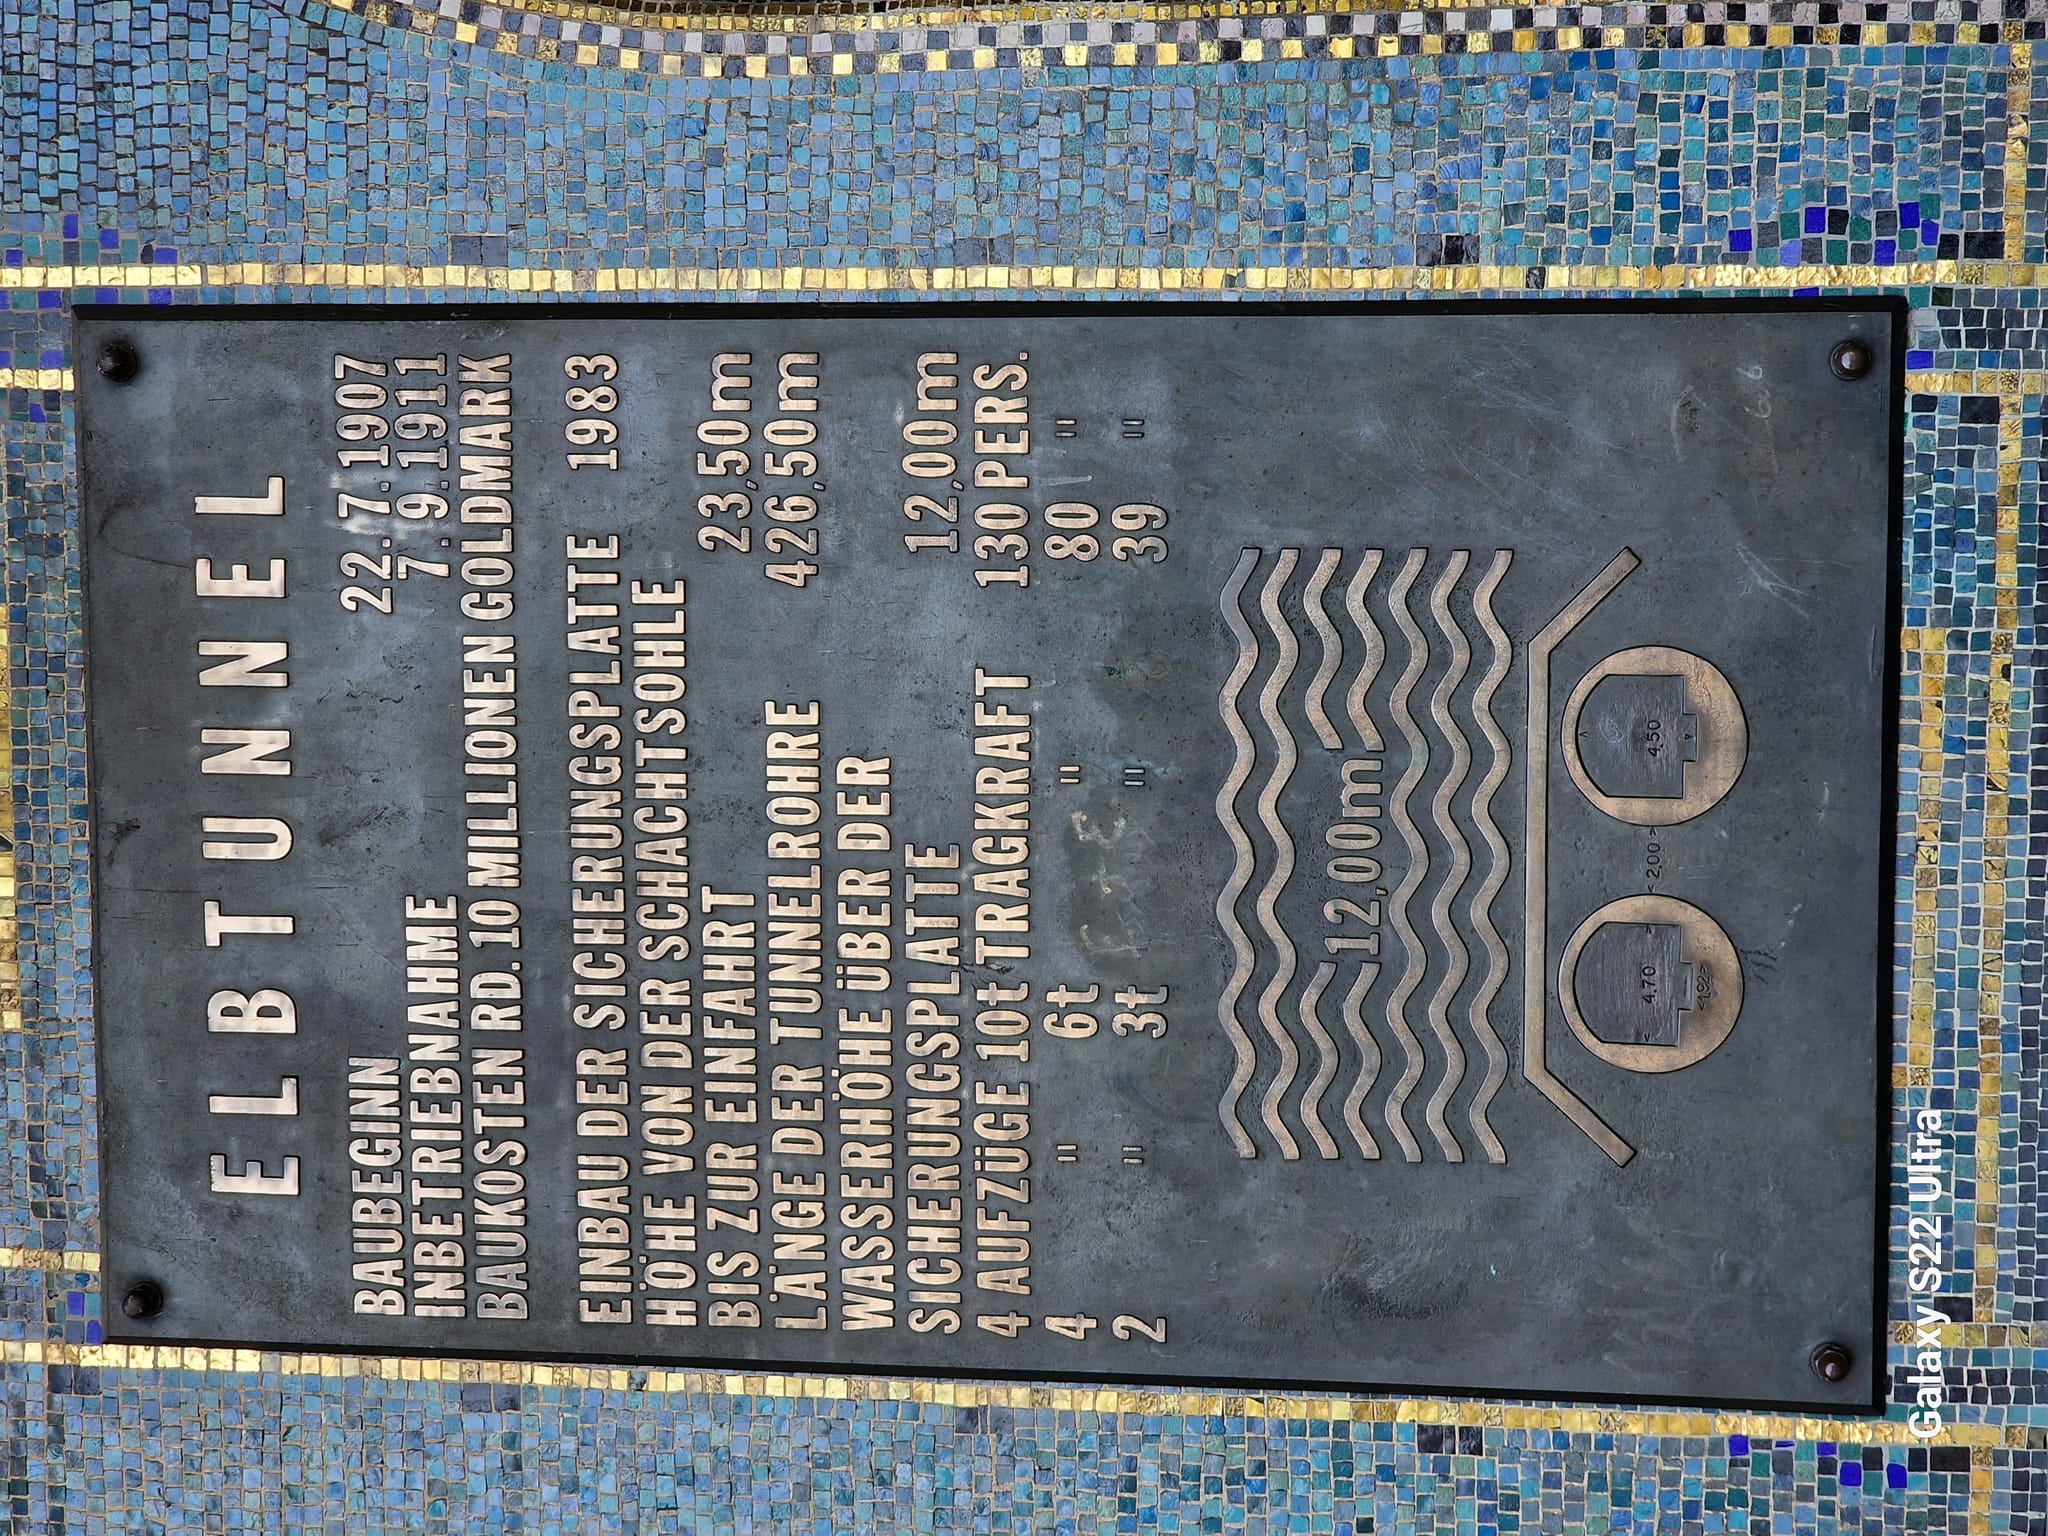 ELBTUNNEL
BAUBEGINN 22.7.1907
INBETRIEBNAHME 7.9.1911
BAUKOSTEN RD. 10 MILLIONEN GOLDMARK
EINBAU DER SICHERUNGSPLATTE 1983
HÖHE VON DER SCHACHTSOHLE
BIS ZUR EINFAHRT 23,50m
LÄNGE DER TUNNELROHRE 426,50m
WASSERHÖHE ÜBER DER
SICHERUNGSPLATTE 12,00m
4 AUFZÜGE 10t TRAGKRAFT 130 PERS.
4 " 6t " 80 "
2 " 3t " 39 "
12,00m
4.70 4.50
<1.92> <2.00>
Galaxy S22 Ultra